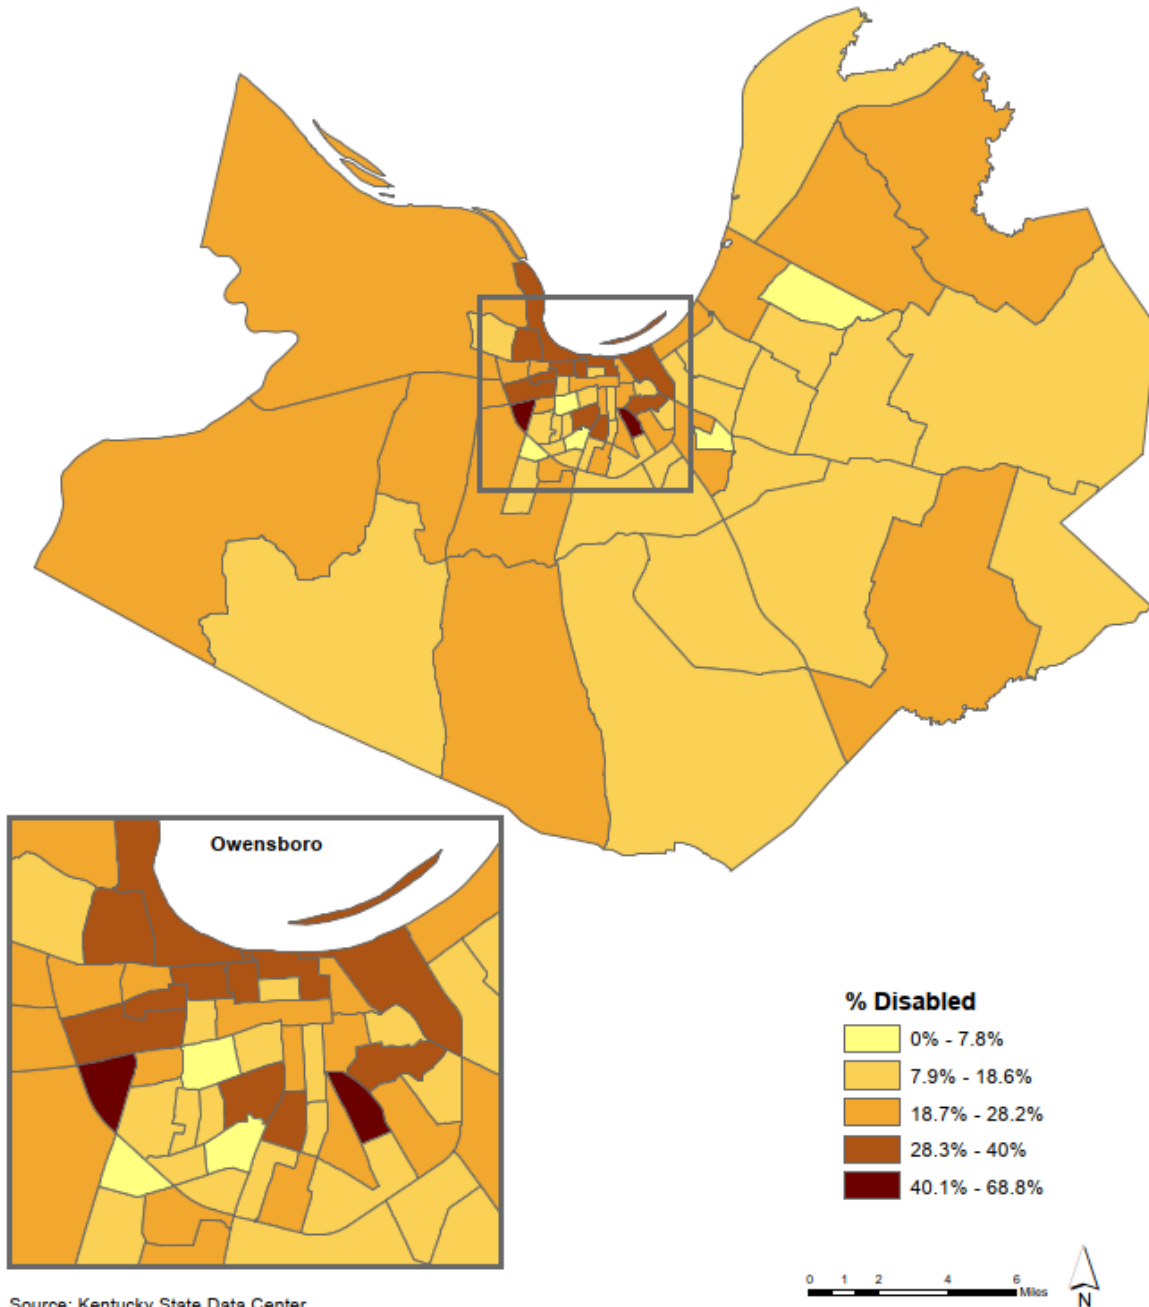 Owensboro
% Disabled
0% - 7.8%
7.9% - 18.6%
18.7% - 28.2%
28.3% - 40%
40.1% - 68.8%
0 1 2 4 6
Miles
N
Source: Kentucky State Data Center